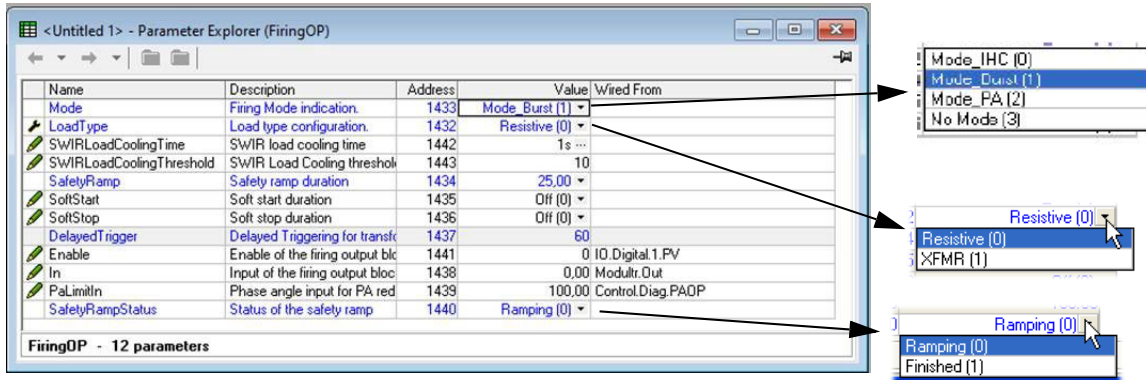 <Untitled 1> - Parameter Explorer (FiringOP)
Name Description Address Value Wired From
Mode Firing Mode indication. 1433 Mode_Burst (1)
LoadType Load type configuration. 1432 Resistive (0)
SWIRLoadCoolingTime SWIR load cooling time 1442 1s ...
SWIRLoadCoolingThreshold SWIR Load Cooling threshol 1443 10
SafetyRamp Safety ramp duration 1434 25,00
SoftStart Soft start duration 1435 Off (0)
SoftStop Soft stop duration 1436 Off (0)
DelayedTrigger Delayed Triggering for transfo 1437 60
Enable Enable of the firing output blo 1441 0 IO.Digital.1.PV
In Input of the firing output bloc 1438 0,00 Modultr.Out
PaLimitIn Phase angle input for PA red 1439 100,00 Control.Diag.PAOP
SafetyRampStatus Status of the safety ramp 1440 Ramping (0)
FiringOP - 12 parameters
Mode_IHC (0)
Mode_Burst (1)
Mode_PA (2)
No Mode (3)
Resistive (0)
Resistive (0)
XFMR (1)
Ramping (0)
Ramping (0)
Finished (1)